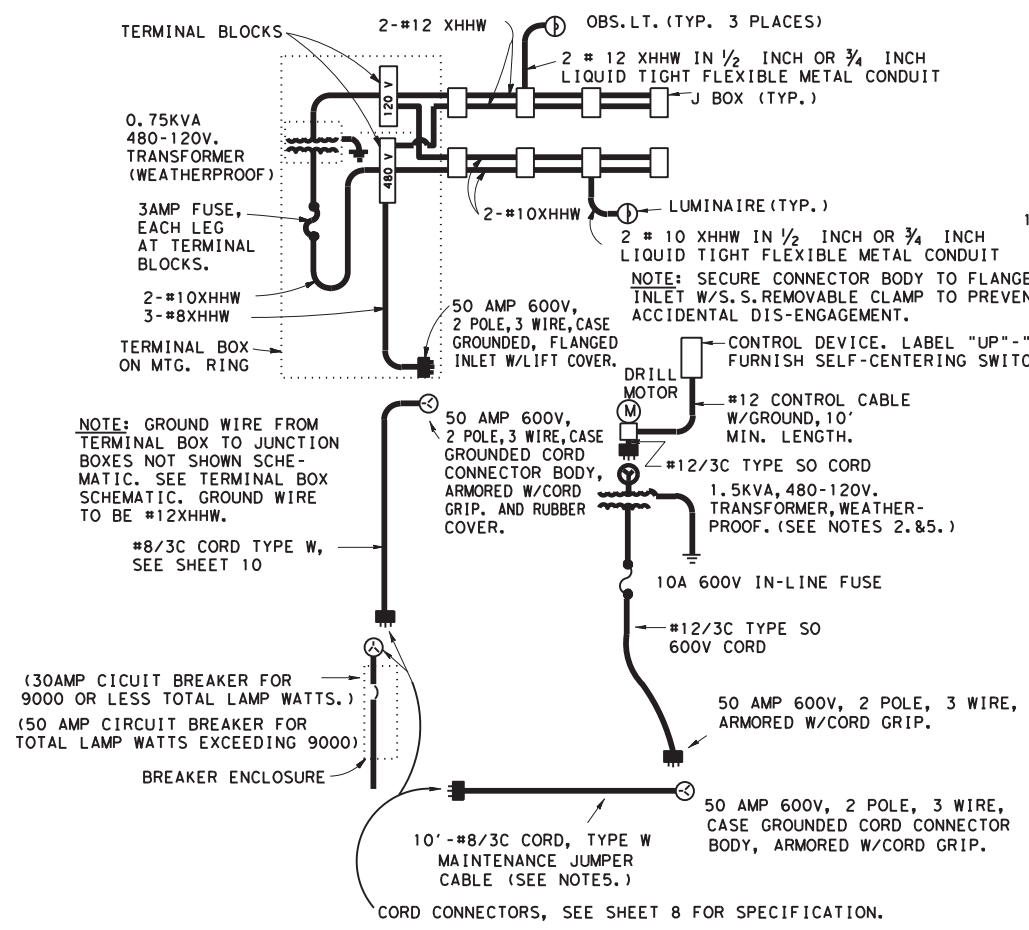 TERMINAL BLOCKS
2-#12 XHHW
OBS.LT.(TYP. 3 PLACES)
2 # 12 XHHW IN 1/2 INCH OR 3/4 INCH
LIQUID TIGHT FLEXIBLE METAL CONDUIT
J BOX (TYP.)
120 V
480 V
0.75KVA
480-120V.
TRANSFORMER
(WEATHERPROOF)
3AMP FUSE,
EACH LEG
AT TERMINAL
BLOCKS.
2-#10XHHW
LUMINAIRE(TYP.)
1
2 # 10 XHHW IN 1/2 INCH OR 3/4 INCH
LIQUID TIGHT FLEXIBLE METAL CONDUIT
NOTE: SECURE CONNECTOR BODY TO FLANGE
INLET W/S.S.REMOVABLE CLAMP TO PREVEN
ACCIDENTAL DIS-ENGAGEMENT.
2-#10XHHW
3-#8XHHW
TERMINAL BOX
ON MTG. RING
50 AMP 600V,
2 POLE,3 WIRE,CASE
GROUNDED, FLANGED
INLET W/LIFT COVER.
CONTROL DEVICE. LABEL "UP"-"
FURNISH SELF-CENTERING SWITC
DRILL
MOTOR
M
#12 CONTROL CABLE
W/GROUND,10'
MIN. LENGTH.
NOTE: GROUND WIRE FROM
TERMINAL BOX TO JUNCTION
BOXES NOT SHOWN SCHE-
MATIC. SEE TERMINAL BOX
SCHEMATIC. GROUND WIRE
TO BE #12XHHW.
50 AMP 600V,
2 POLE,3 WIRE,CASE
GROUNDED CORD
CONNECTOR BODY,
ARMORED W/CORD
GRIP. AND RUBBER
COVER.
#12/3C TYPE SO CORD
1.5KVA,480-120V.
TRANSFORMER,WEATHER-
PROOF.(SEE NOTES 2.&5.)
#8/3C CORD TYPE W,
SEE SHEET 10
10A 600V IN-LINE FUSE
#12/3C TYPE SO
600V CORD
(30AMP CICUIT BREAKER FOR
9000 OR LESS TOTAL LAMP WATTS.)
(50 AMP CIRCUIT BREAKER FOR
TOTAL LAMP WATTS EXCEEDING 9000)
BREAKER ENCLOSURE
50 AMP 600V, 2 POLE, 3 WIRE,
ARMORED W/CORD GRIP.
50 AMP 600V, 2 POLE, 3 WIRE,
CASE GROUNDED CORD CONNECTOR
BODY, ARMORED W/CORD GRIP.
10'-#8/3C CORD, TYPE W
MAINTENANCE JUMPER
CABLE (SEE NOTE5.)
CORD CONNECTORS, SEE SHEET 8 FOR SPECIFICATION.